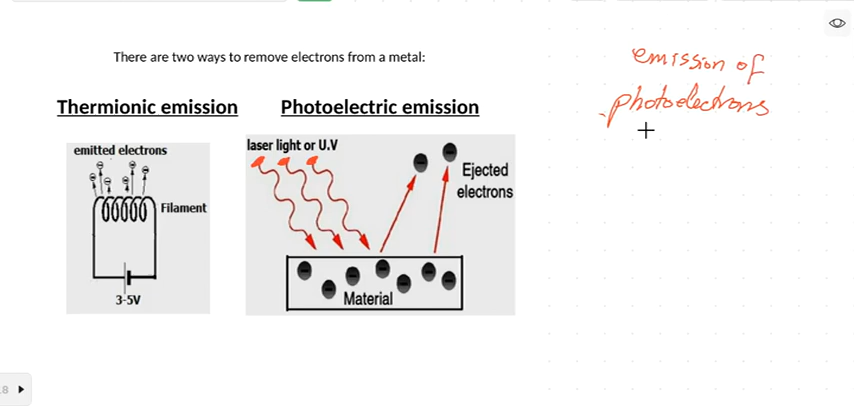 There are two ways to remove electrons from a metal:
emission of
photoelectrons
Thermionic emission
Photoelectric emission
emitted electrons
Filament
3-5V
laser light or U.V
Ejected
electrons
Material
8